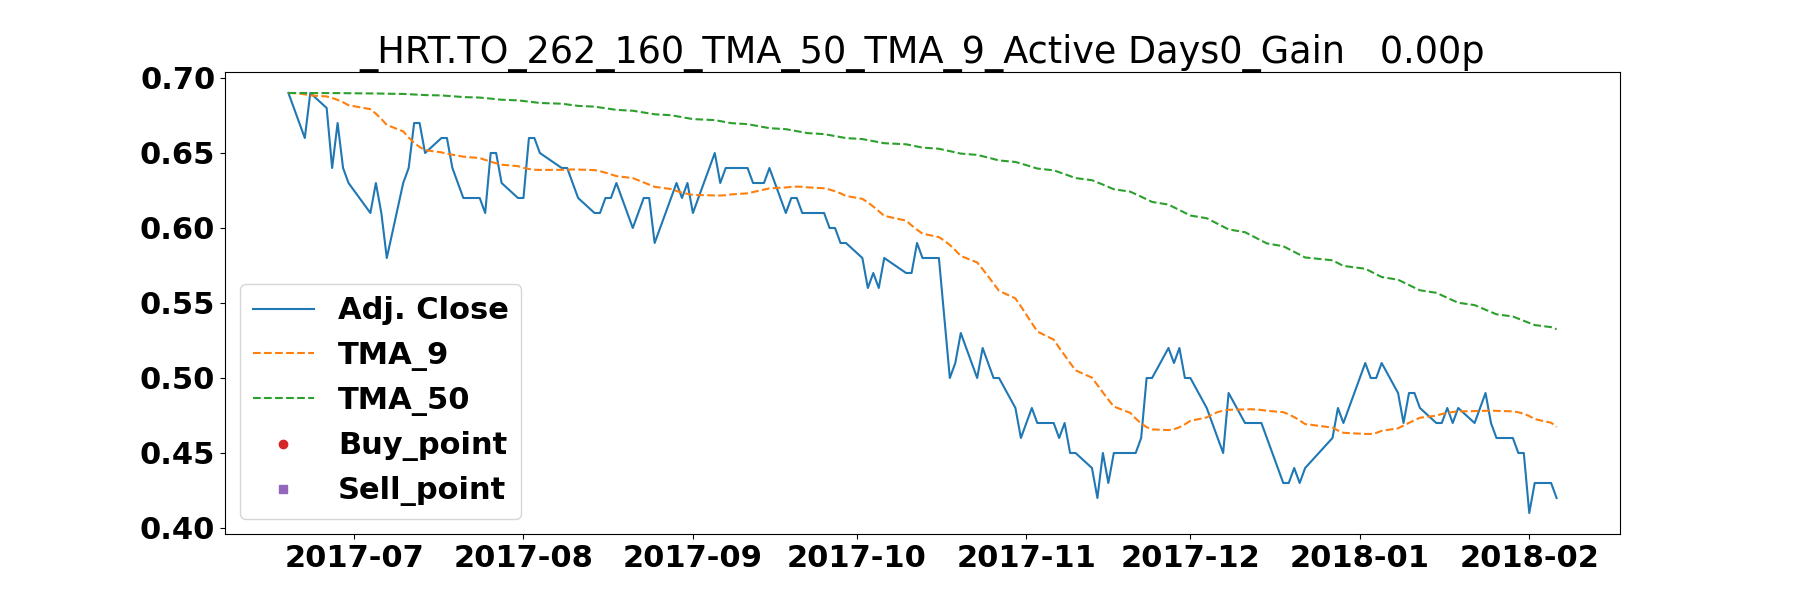 _HRT.TO_262_160_TMA_50_TMA_9_Active Days0_Gain   0.00p
0.70
0.65
0.60
0.55
0.50
0.45
0.40
Adj. Close
TMA_9
TMA_50
Buy_point
Sell_point
2017-07 2017-08 2017-09 2017-10 2017-11 2017-12 2018-01 2018-02